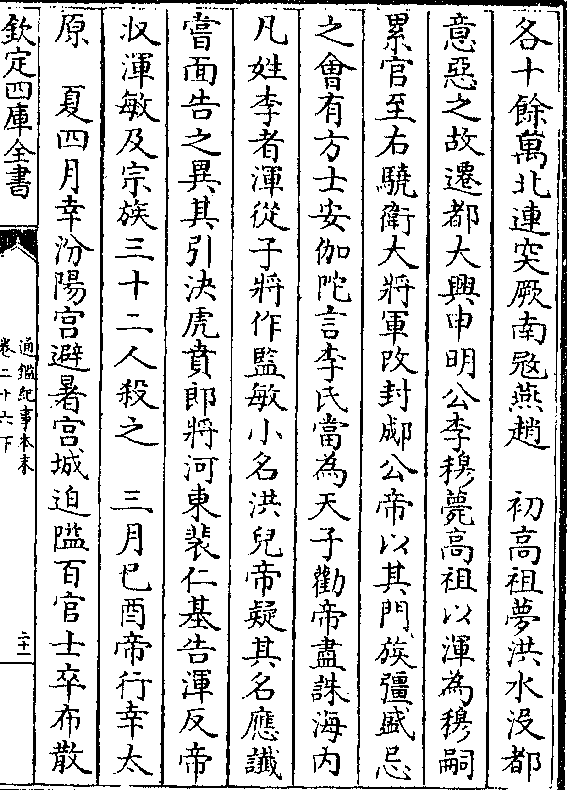 各十餘萬北連突厥南㓂燕趙　初高祖夢洪水沒都
意惡之故遷都大興申明公李穆薨高祖以渾為穆嗣
累官至右驍衛大將軍改封郕公帝以其門族彊盛忌
之會有方士安伽陀言李氏當為天子勸帝盡誅海内
凡姓李者渾從子將作監敏小名洪兒帝疑其名應䜟
嘗面告之異其引決虎賁郎將河東裴仁基告渾反帝
收渾敏及宗族三十二人殺之　三月己酉帝行幸太
原　夏四月幸汾陽宫避暑宫城迫隘百官士卒布散
欽定四庫全書
通鑑紀事本末
卷二十六下
二十一